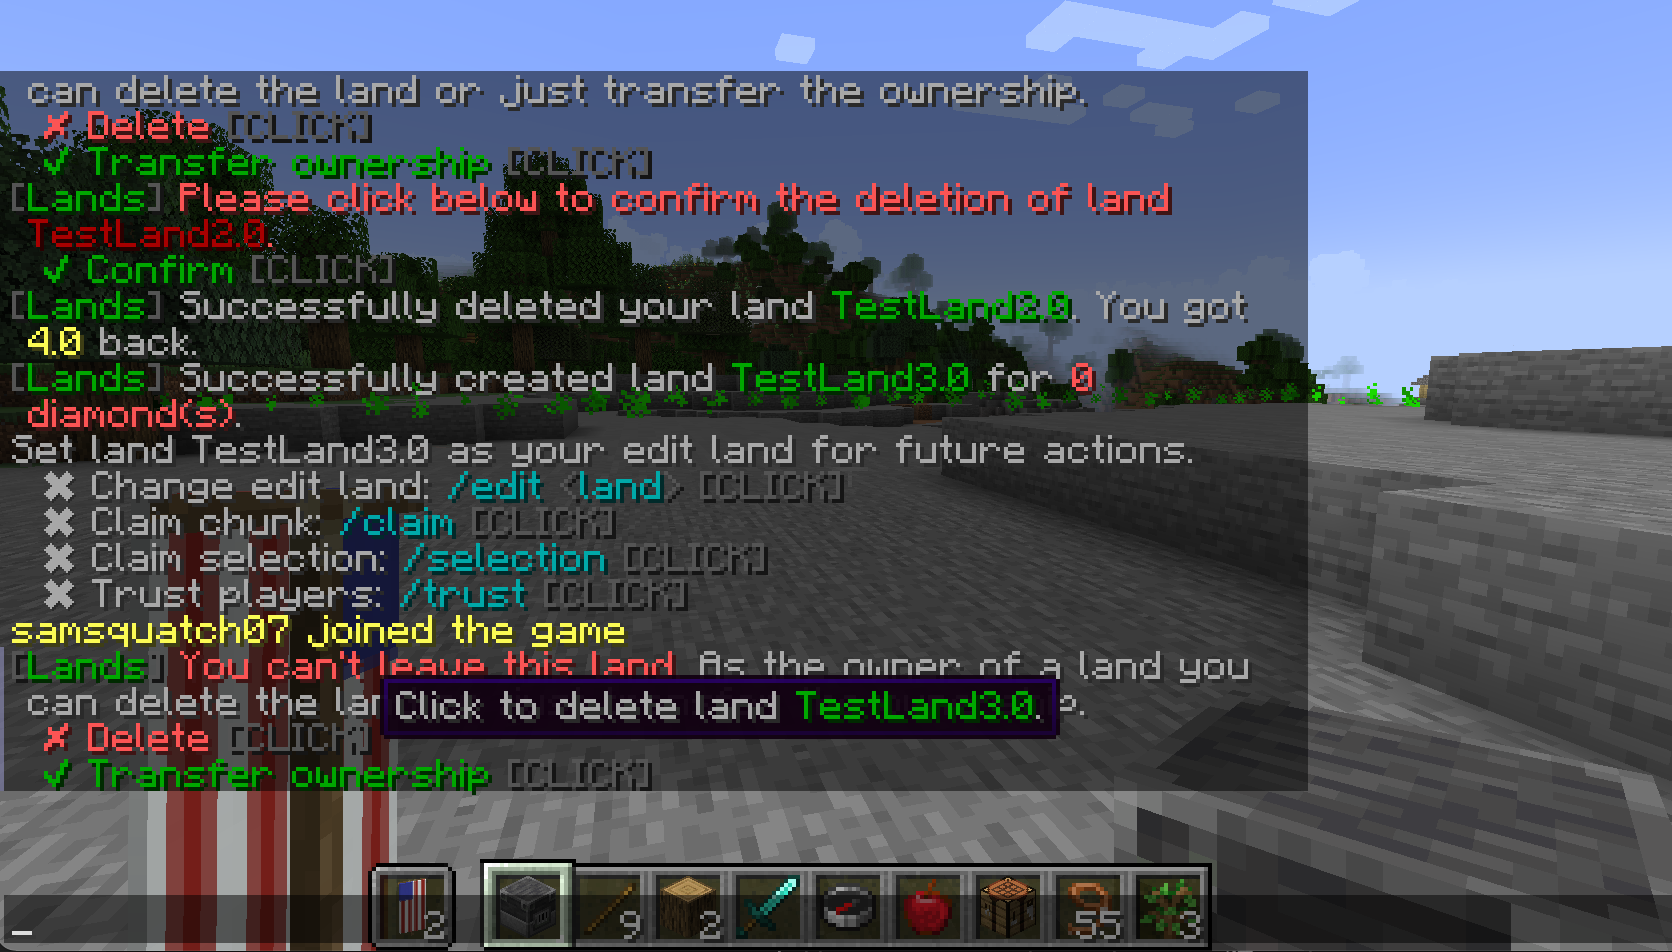 can delete the land or just transfer the ownership.
✘ Delete [CLICK]
✔ Transfer ownership [CLICK]
[Lands] Please click below to confirm the deletion of land
TestLand2.0.
✔ Confirm [CLICK]
[Lands] Successfully deleted your land TestLand2.0. You got
4.0 back.
[Lands] Successfully created land TestLand3.0 for 0
diamond(s).
Set land TestLand3.0 as your edit land for future actions.
✖ Change edit land: /edit <land> [CLICK]
✖ Claim chunk: /claim [CLICK]
✖ Claim selection: /selection [CLICK]
✖ Trust players: /trust [CLICK]
samsquatch07 joined the game
[Lands] You can't leave this land. As the owner of a land you
can delete the
Click to delete land TestLand3.0.
✘ Delete [CLICK]
✔ Transfer ownership [CLICK]
2 9 2 55 3
_